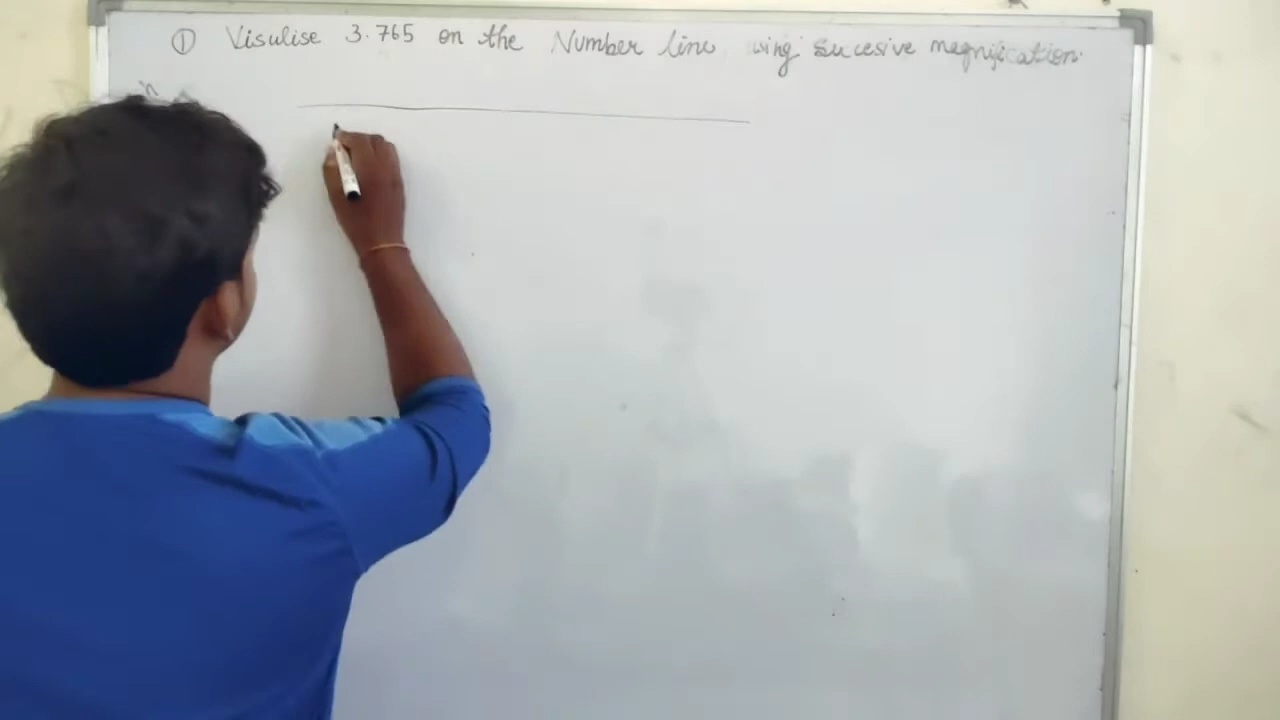 ① Visulise 3.765 on the Number line using sucesive magnification.